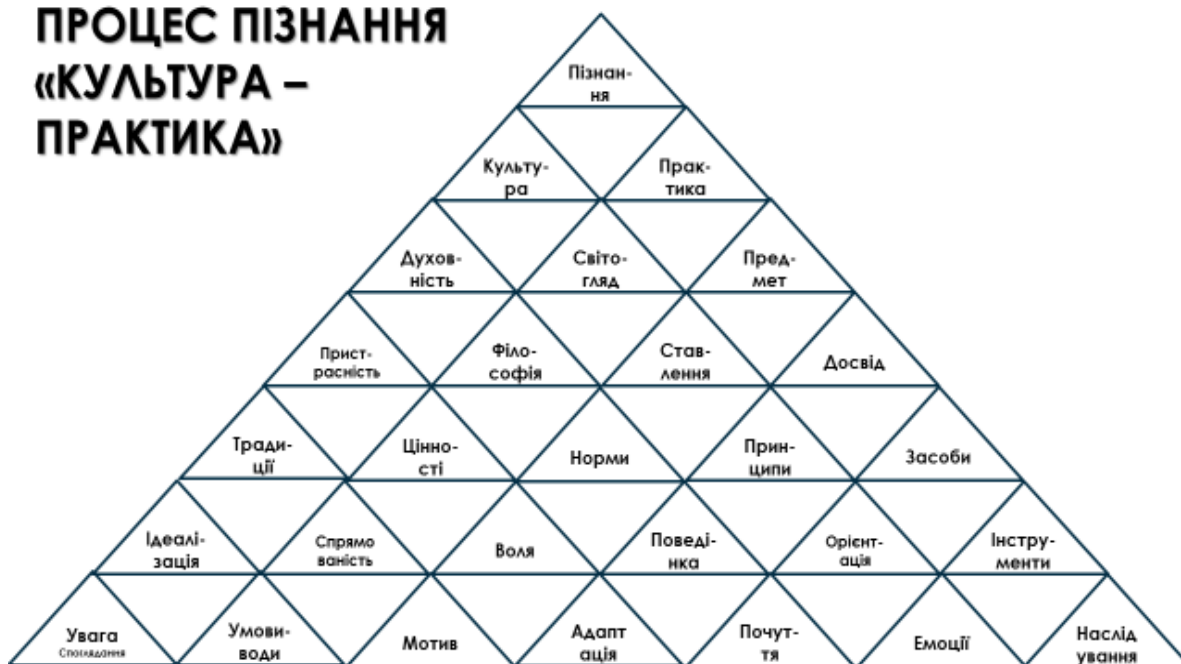 ПРОЦЕС ПІЗНАННЯ
«КУЛЬТУРА –
ПРАКТИКА»
Пізнан-
ня
Культу-
ра
Прак-
тика
Духов-
ність
Світо-
гляд
Пред-
мет
Прист-
расність
Філо-
софія
Став-
лення
Досвід
Тради-
ції
Цінно-
сті
Норми
Прин-
ципи
Засоби
Ідеалі-
зація
Спрямо
ваність
Воля
Поведі-
нка
Орієнт-
ація
Інстру-
менти
Увага
Споглядання
Умови-
води
Мотив
Адапт
ація
Почут-
тя
Емоції
Наслід
ування